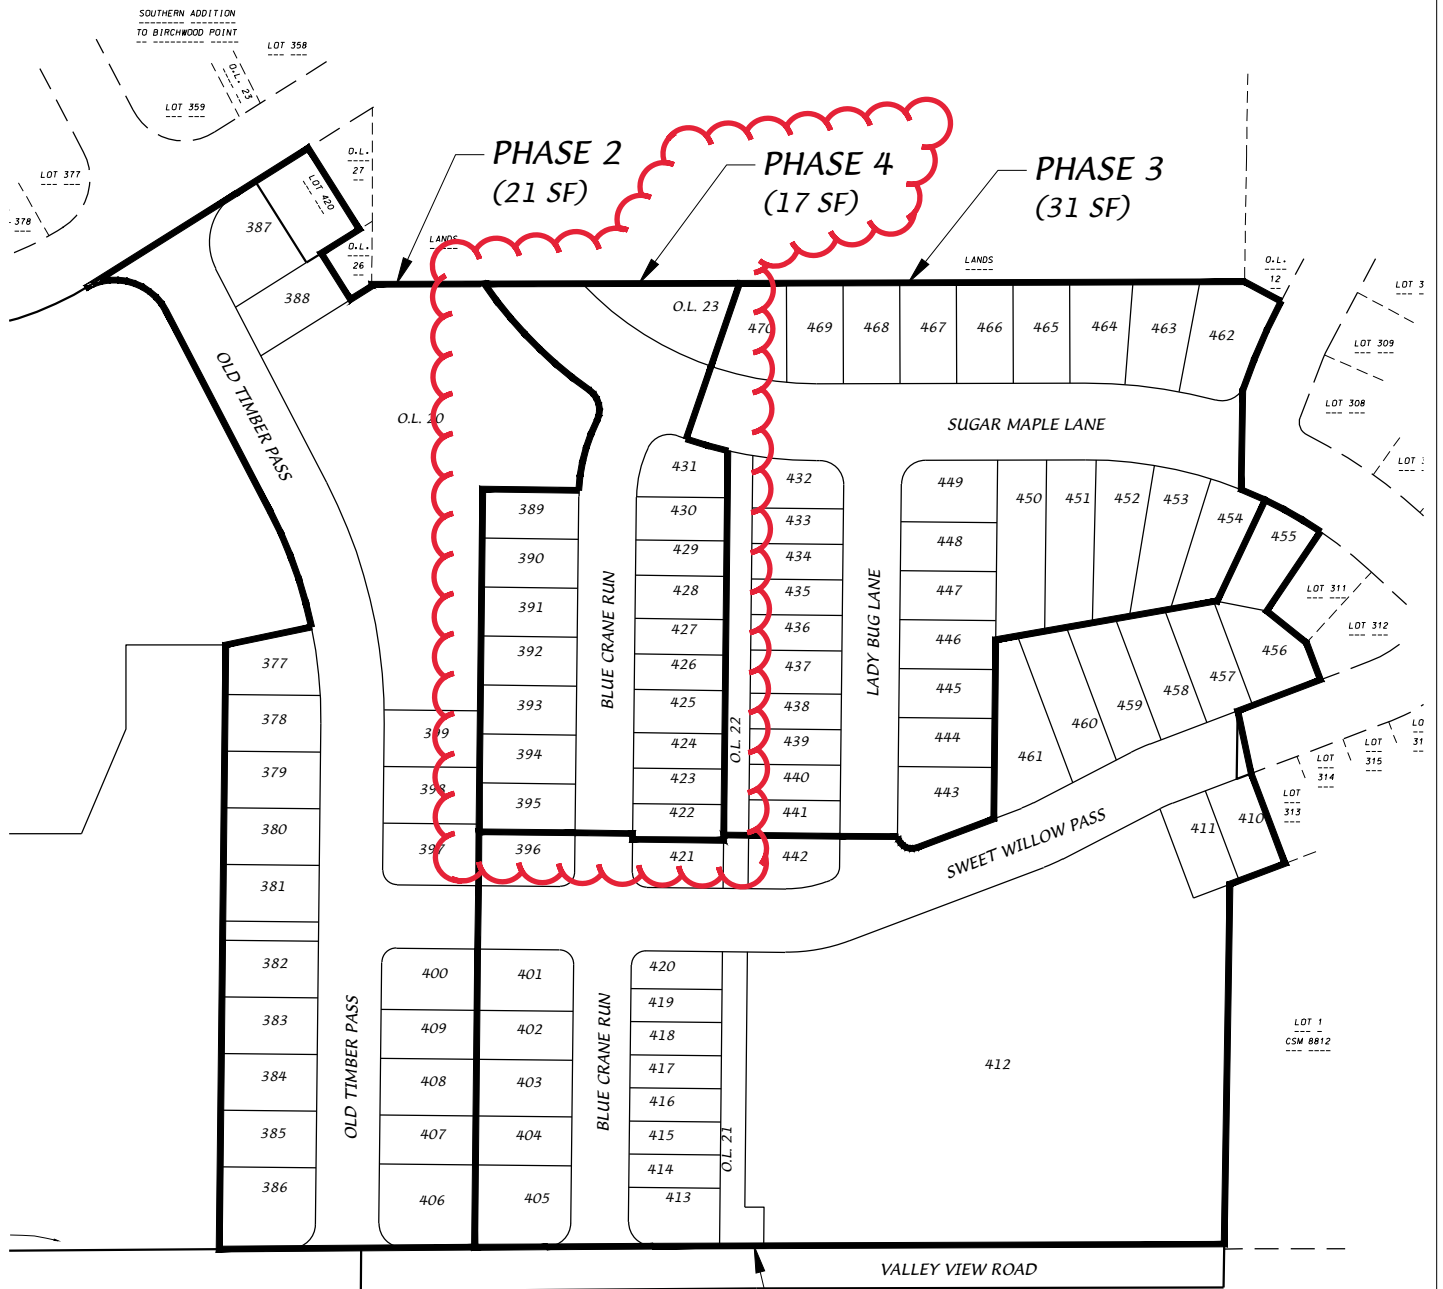 SOUTHERN ADDITION
TO BIRCHWOOD POINT
LOT 358
O.L. 23
LOT 359
LOT 377
378
LOT 420
O.L.
27
O.L.
26
PHASE 2
(21 SF)
PHASE 4
(17 SF)
PHASE 3
(31 SF)
LANDS
LANDS
O.L.
12
LOT 3
LOT 309
LOT 308
LOT
387
388
O.L. 23
470
469
468
467
466
465
464
463
462
OLD TIMBER PASS
O.L. 20
SUGAR MAPLE LANE
431
430
429
428
427
426
425
424
423
422
421
389
390
391
392
393
394
395
396
BLUE CRANE RUN
O.L. 22
432
433
434
435
436
437
438
439
440
441
442
LADY BUG LANE
449
448
447
446
445
444
443
450
451
452
453
454
455
456
457
458
459
460
461
LOT 311
LOT 312
LO
31
LOT
315
LOT
314
LOT
313
SWEET WILLOW PASS
411
410
377
378
379
380
381
382
383
384
385
386
399
398
397
OLD TIMBER PASS
400
409
408
407
406
401
402
403
404
405
BLUE CRANE RUN
420
419
418
417
416
415
414
413
O.L. 21
412
LOT 1
CSM 8812
VALLEY VIEW ROAD